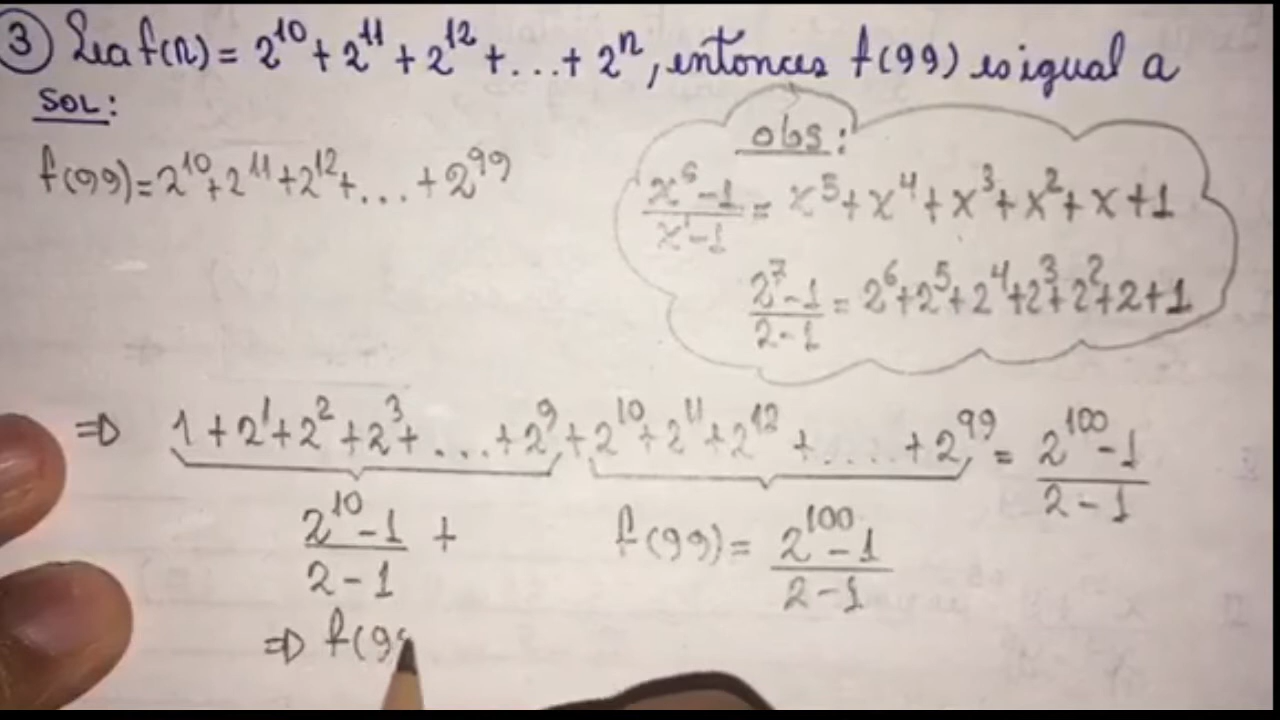 3 Sea f(n) = 2^10 + 2^11 + 2^12 + ... + 2^n, entonces f(99) es igual a
SOL:
f(99) = 2^10 + 2^11 + 2^12 + ... + 2^99
obs:
(x^6 - 1)/(x^1 - 1) = x^5 + x^4 + x^3 + x^2 + x + 1
(2^7 - 1)/(2 - 1) = 2^6 + 2^5 + 2^4 + 2^3 + 2^2 + 2 + 1
⇒ 1 + 2^1 + 2^2 + 2^3 + ... + 2^9 + 2^10 + 2^11 + 2^12 + .... + 2^99 = (2^100 - 1)/(2 - 1)
(2^10 - 1)/(2 - 1) + f(99) = (2^100 - 1)/(2 - 1)
⇒ f(99